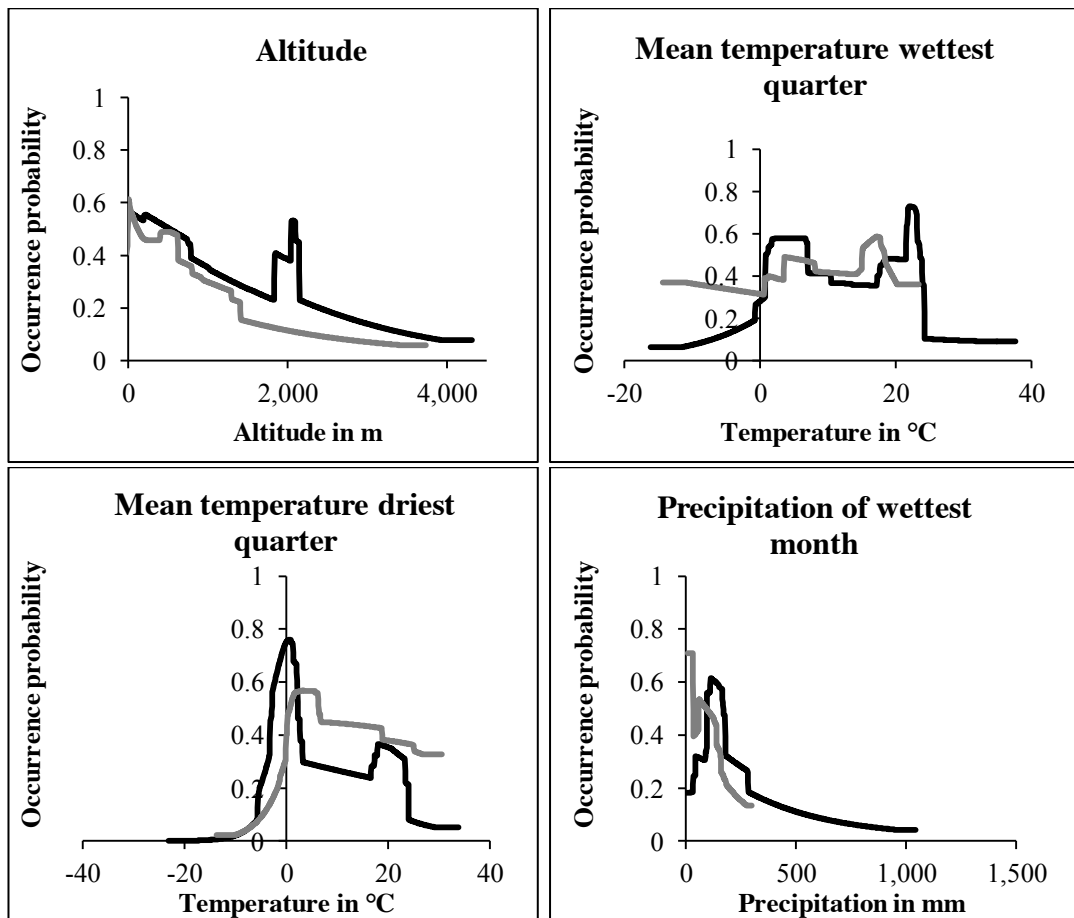 Altitude
Occurrence probability
1
0.8
0.6
0.4
0.2
0
0
2,000
4,000
Altitude in m
Mean temperature wettest
quarter
Occurrence probability
1
0.8
0.6
0.4
0.2
0
-20
0
20
40
Temperature in °C
Mean temperature driest
quarter
Occurrence probability
1
0.8
0.6
0.4
0.2
0
-40
-20
0
20
40
Temperature in °C
Precipitation of wettest
month
Occurrence probability
1
0.8
0.6
0.4
0.2
0
0
500
1,000
1,500
Precipitation in mm